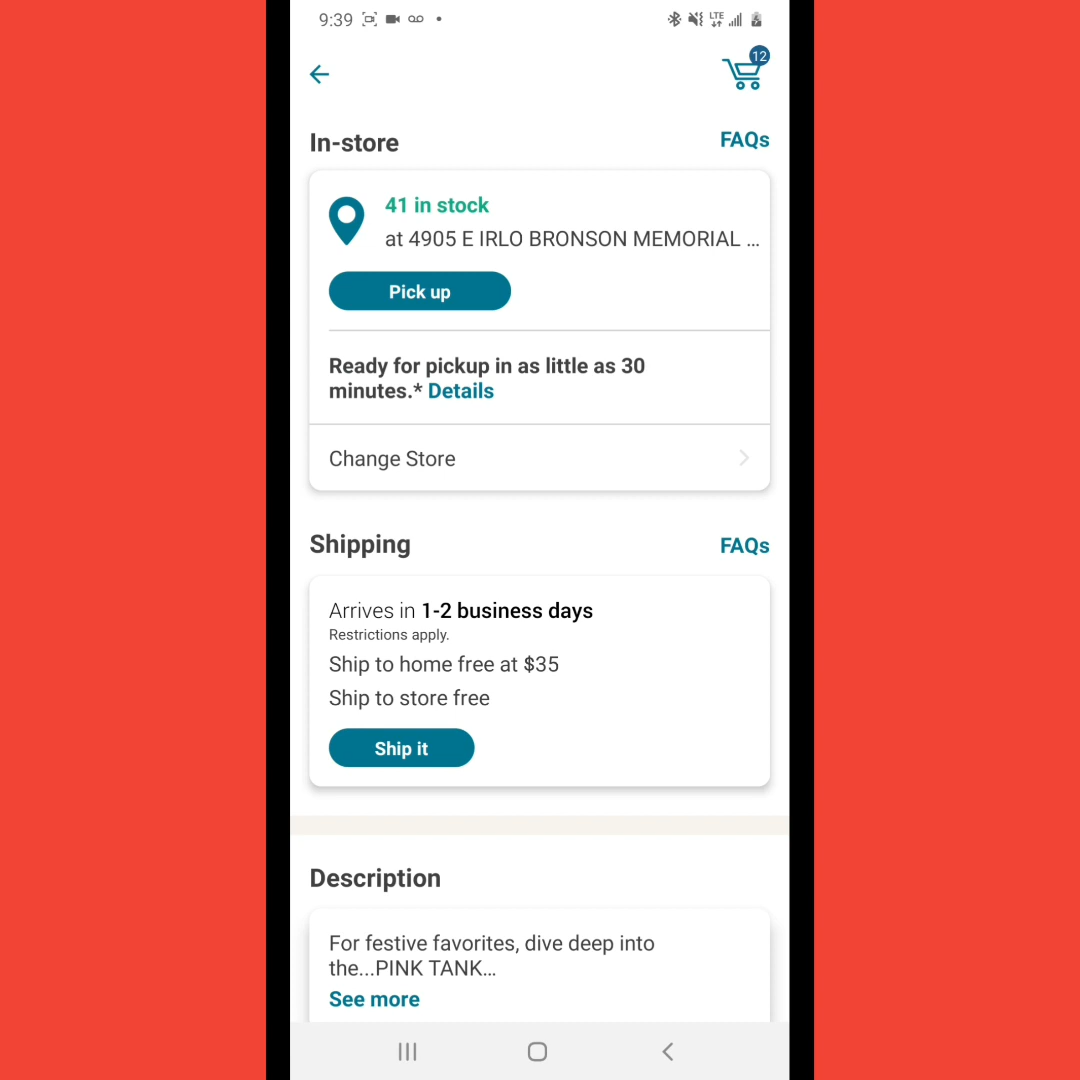 9:39
LTE
12
In-store
FAQs
41 in stock
at 4905 E IRLO BRONSON MEMORIAL ...
Pick up
Ready for pickup in as little as 30
minutes.* Details
Change Store
Shipping
FAQs
Arrives in 1-2 business days
Restrictions apply.
Ship to home free at $35
Ship to store free
Ship it
Description
For festive favorites, dive deep into
the...PINK TANK...
See more